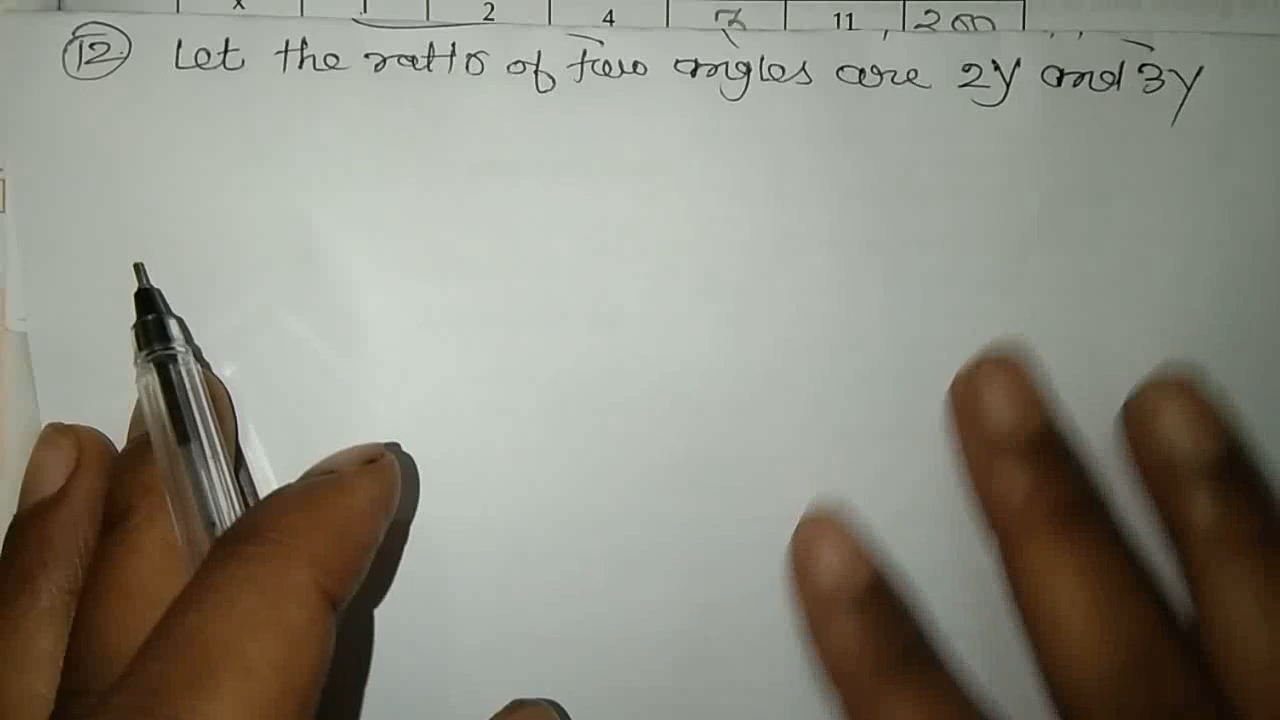 x 1 2 4 7 11 200
12 Let the ratio of two angles are 2y and 3y